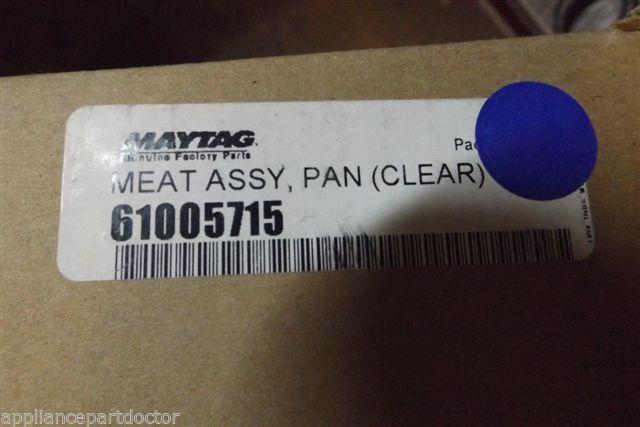 MAYTAG
Genuine Factory Parts
MEAT ASSY, PAN (CLEAR)
61005715
appliancepartdoctor